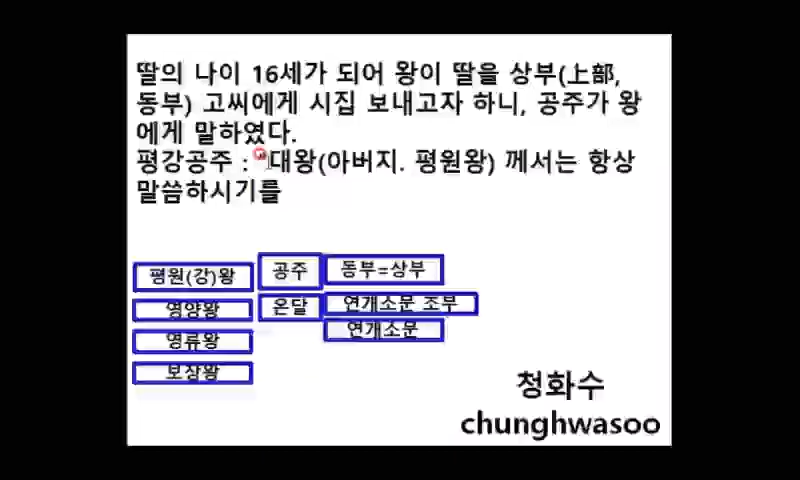 딸의 나이 16세가 되어 왕이 딸을 상부(上部,
동부) 고씨에게 시집 보내고자 하니, 공주가 왕
에게 말하였다.
평강공주 : 대왕(아버지. 평원왕) 께서는 항상
말씀하시기를
평원(강)왕 공주 동부=상부
영양왕 온달 연개소문 조부
연개소문
영류왕
보장왕
청화수
chunghwasoo